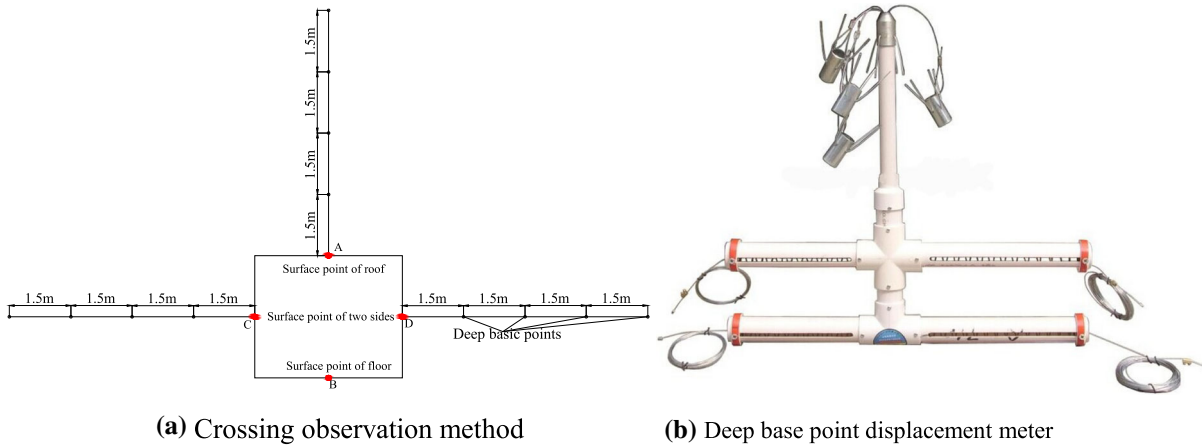 1.5m
1.5m
1.5m
1.5m
A
Surface point of roof
1.5m 1.5m 1.5m 1.5m
1.5m 1.5m 1.5m 1.5m
C Surface point of two sides D
Deep basic points
Surface point of floor
B
(a) Crossing observation method
(b) Deep base point displacement meter